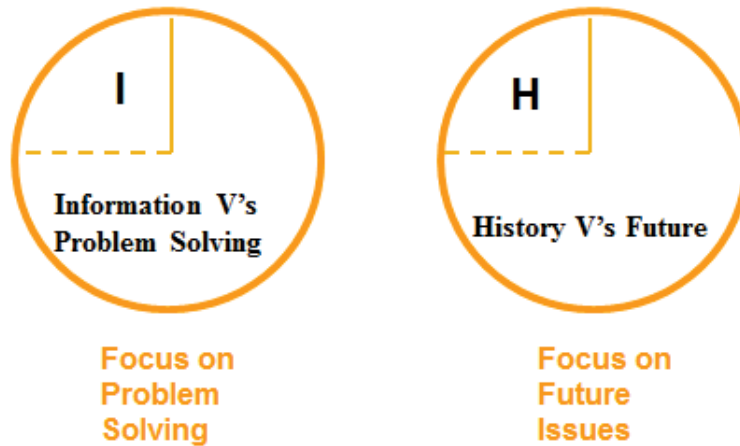 I
Information V's
Problem Solving
Focus on
Problem
Solving
H
History V's Future
Focus on
Future
Issues